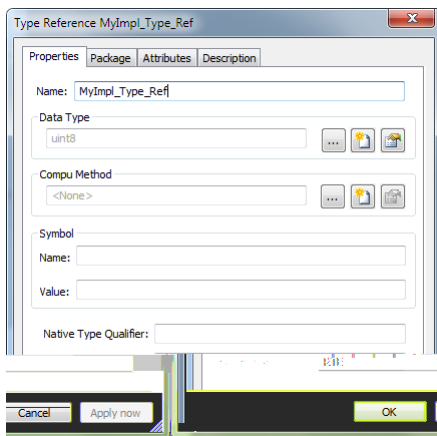 Type Reference MyImpl_Type_Ref
Properties Package Attributes Description
Name: MyImpl_Type_Ref
Data Type
uint8 ...
Compu Method
<None> ...
Symbol
Name:
Value:
Native Type Qualifier:
Cancel Apply now OK